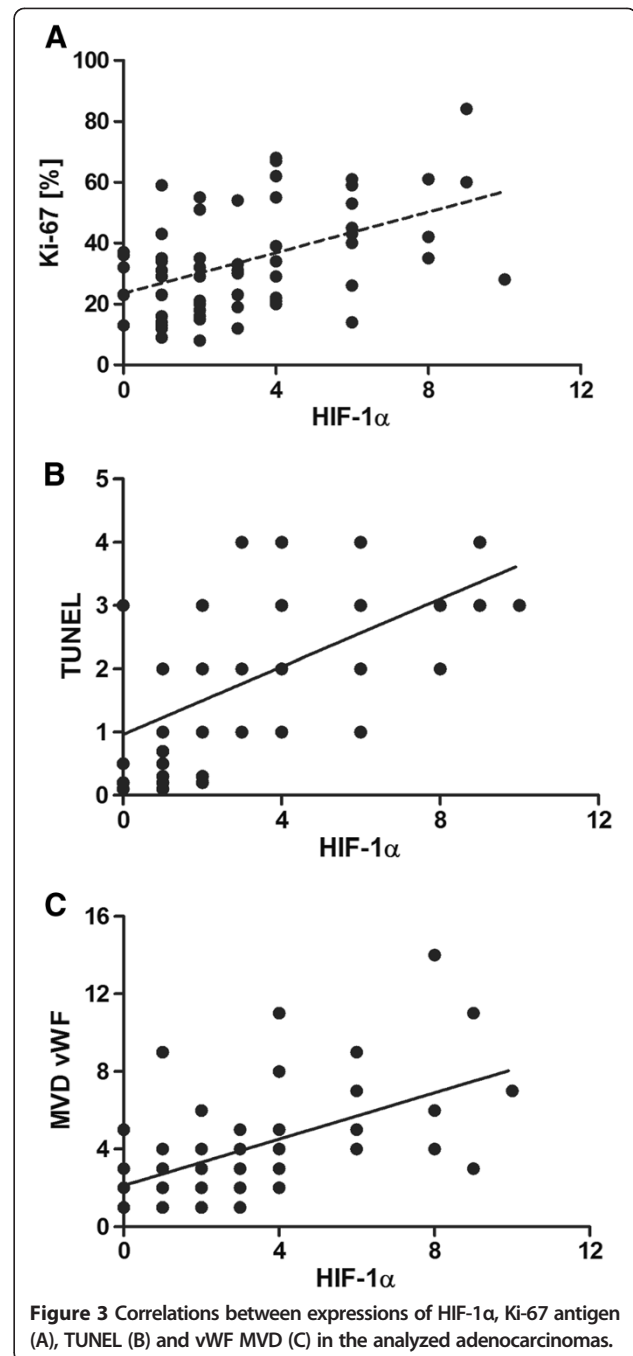 A
100
80
60
40
20
0
Ki-67 [%]
0 4 8 12
HIF-1α
B
5
4
3
2
1
0
TUNEL
0 4 8 12
HIF-1α
C
16
12
8
4
0
MVD vWF
0 4 8 12
HIF-1α
Figure 3 Correlations between expressions of HIF-1α, Ki-67 antigen
(A), TUNEL (B) and vWF MVD (C) in the analyzed adenocarcinomas.